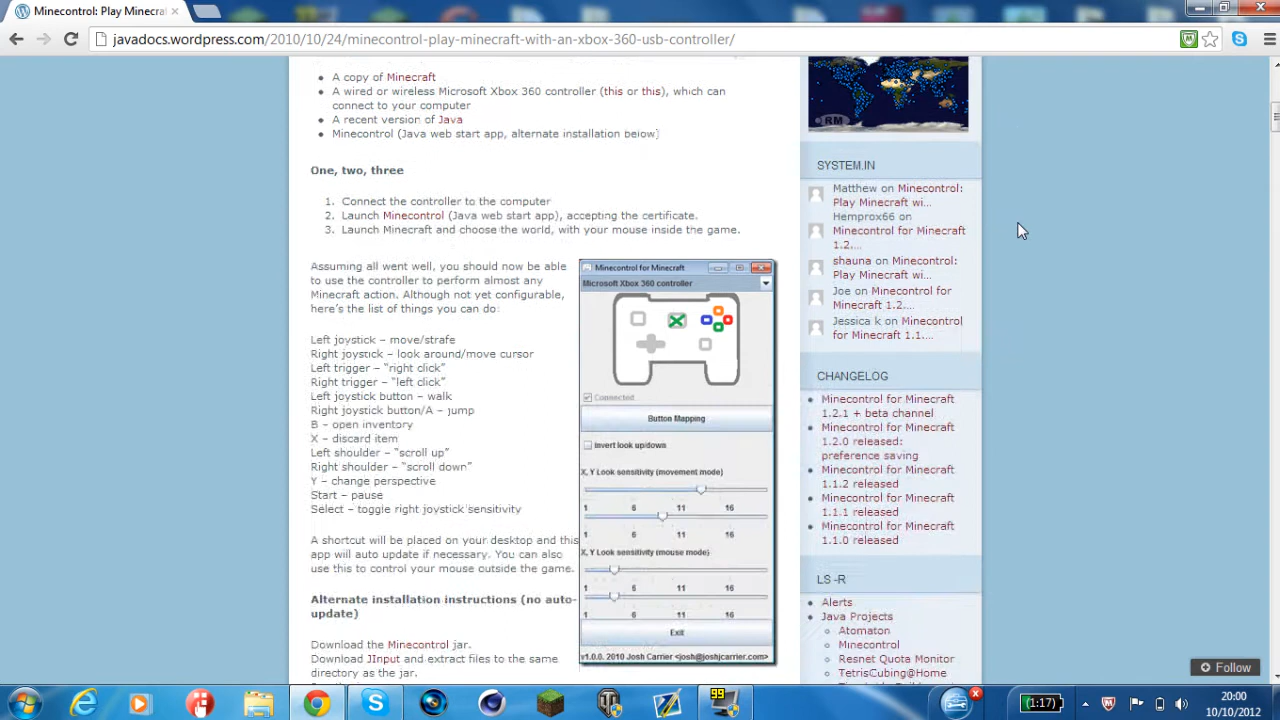 Minecontrol: Play Minecraf
javadocs.wordpress.com/2010/10/24/minecontrol-play-minecraft-with-an-xbox-360-usb-controller/
A copy of Minecraft
A wired or wireless Microsoft Xbox 360 controller (this or this), which can
connect to your computer
A recent version of Java
Minecontrol (Java web start app, alternate installation below)
One, two, three
1. Connect the controller to the computer
2. Launch Minecontrol (Java web start app), accepting the certificate.
3. Launch Minecraft and choose the world, with your mouse inside the game.
Assuming all went well, you should now be able
to use the controller to perform almost any
Minecraft action. Although not yet configurable,
here's the list of things you can do:
Left joystick – move/strafe
Right joystick – look around/move cursor
Left trigger – "right click"
Right trigger – "left click"
Left joystick button – walk
Right joystick button/A – jump
B – open inventory
X – discard item
Left shoulder – "scroll up"
Right shoulder – "scroll down"
Y – change perspective
Start – pause
Select – toggle right joystick sensitivity
A shortcut will be placed on your desktop and this
app will auto update if necessary. You can also
use this to control your mouse outside the game.
Alternate installation instructions (no auto-
update)
Download the Minecontrol jar.
Download JInput and extract files to the same
directory as the jar.
Minecontrol for Minecraft
Microsoft Xbox 360 controller
Connected
Button Mapping
Invert look up/down
X, Y Look sensitivity (movement mode)
1 6 11 16
1 6 11 16
X, Y Look sensitivity (mouse mode)
1 6 11 16
1 6 11 16
Exit
v1.0.0. 2010 Josh Carrier <josh@joshjcarrier.com>
RM
SYSTEM.IN
Matthew on Minecontrol:
Play Minecraft wi...
Hemprox66 on
Minecontrol for Minecraft
1.2....
shauna on Minecontrol:
Play Minecraft wi...
Joe on Minecontrol for
Minecraft 1.2....
Jessica k on Minecontrol
for Minecraft 1.1....
CHANGELOG
Minecontrol for Minecraft
1.2.1 + beta channel
Minecontrol for Minecraft
1.2.0 released:
preference saving
Minecontrol for Minecraft
1.1.2 released
Minecontrol for Minecraft
1.1.1 released
Minecontrol for Minecraft
1.1.0 released
LS -R
Alerts
Java Projects
Atomaton
Minecontrol
Resnet Quota Monitor
TetrisCubing@Home
Follow
99
(1:17)
20:00
10/10/2012